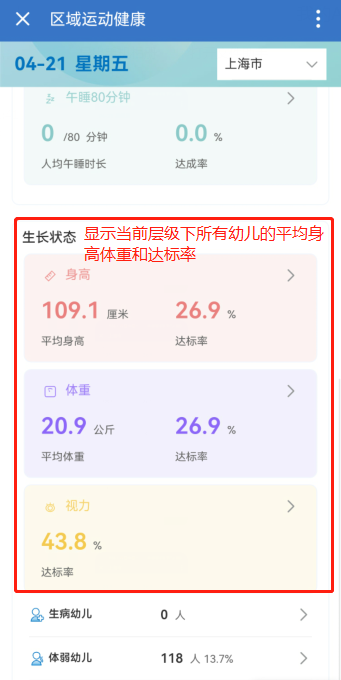 区域运动健康
04-21 星期五
上海市
午睡80分钟
0 /80 分钟 0.0 %
人均午睡时长 达成率
生长状态 显示当前层级下所有幼儿的平均身
高体重和达标率
身高
109.1 厘米 26.9 %
平均身高 达标率
体重
20.9 公斤 26.9 %
平均体重 达标率
视力
43.8 %
达标率
生病幼儿 0 人
体弱幼儿 118 人 13.7%